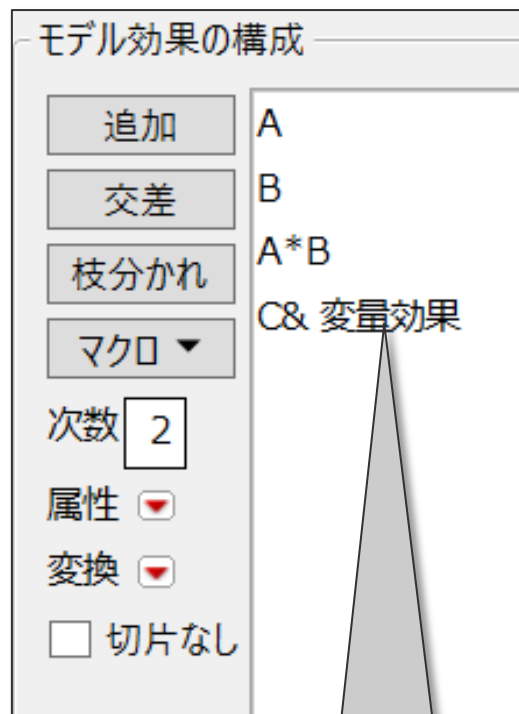 モデル効果の構成
追加
交差
枝分かれ
マクロ
次数 2
属性
変換
切片なし
A
B
A*B
C& 変量効果